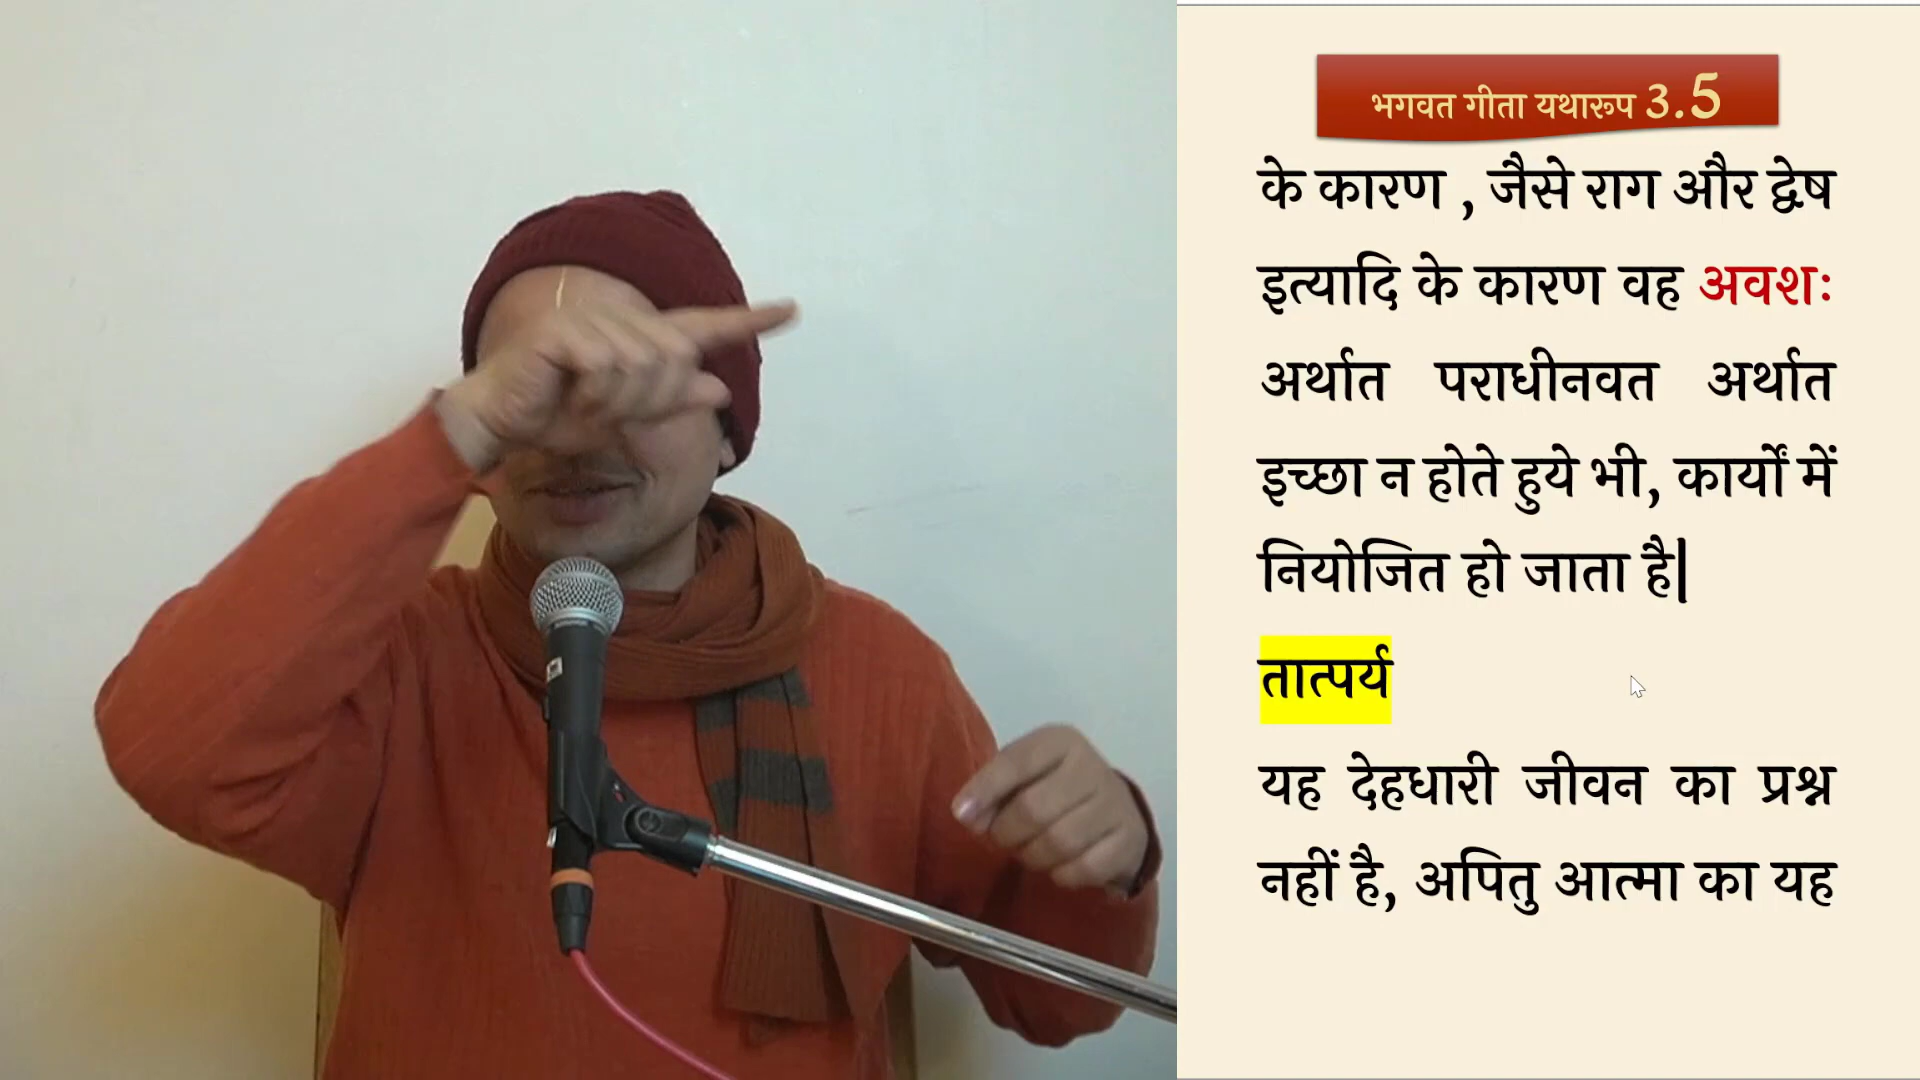 भगवत गीता यथारूप 3.5
के कारण , जैसे राग और द्वेष
इत्यादि के कारण वह अवशः
अर्थात पराधीनवत अर्थात
इच्छा न होते हुये भी, कार्यों में
नियोजित हो जाता है|
तात्पर्य
यह देहधारी जीवन का प्रश्न
नहीं है, अपितु आत्मा का यह